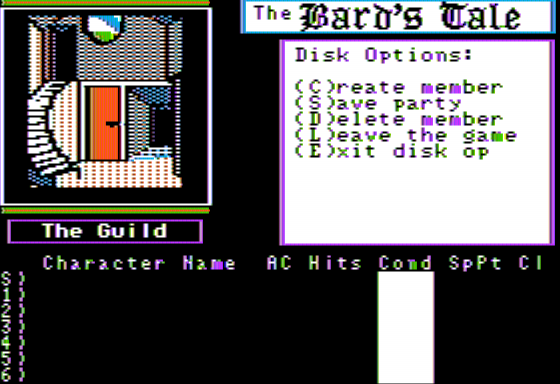 The Bard's Tale
Disk Options:
(C)reate member
(S)ave party
(D)elete member
(L)eave the game
(E)xit disk op
The Guild
Character Name AC Hits Cond SpPt Cl
S)
1)
2)
3)
4)
5)
6)